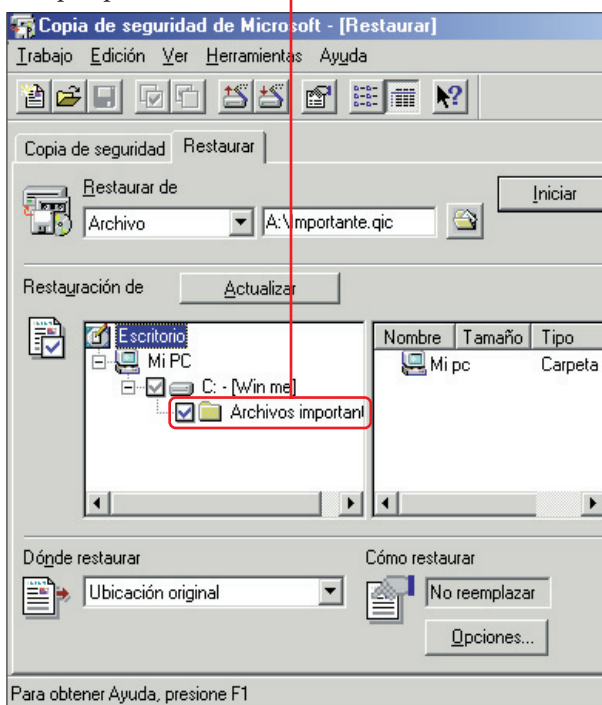 Copia de seguridad de Microsoft - [Restaurar]
Trabajo Edición Ver Herramientas Ayuda
Copia de seguridad Restaurar
Restaurar de
Archivo A:\Importante.qic Iniciar
Restauración de Actualizar
Escritorio
Mi PC
C: - [Win me]
Archivos important
Nombre Tamaño Tipo
Mi pc Carpeta
Dónde restaurar Cómo restaurar
Ubicación original No reemplazar
Opciones...
Para obtener Ayuda, presione F1